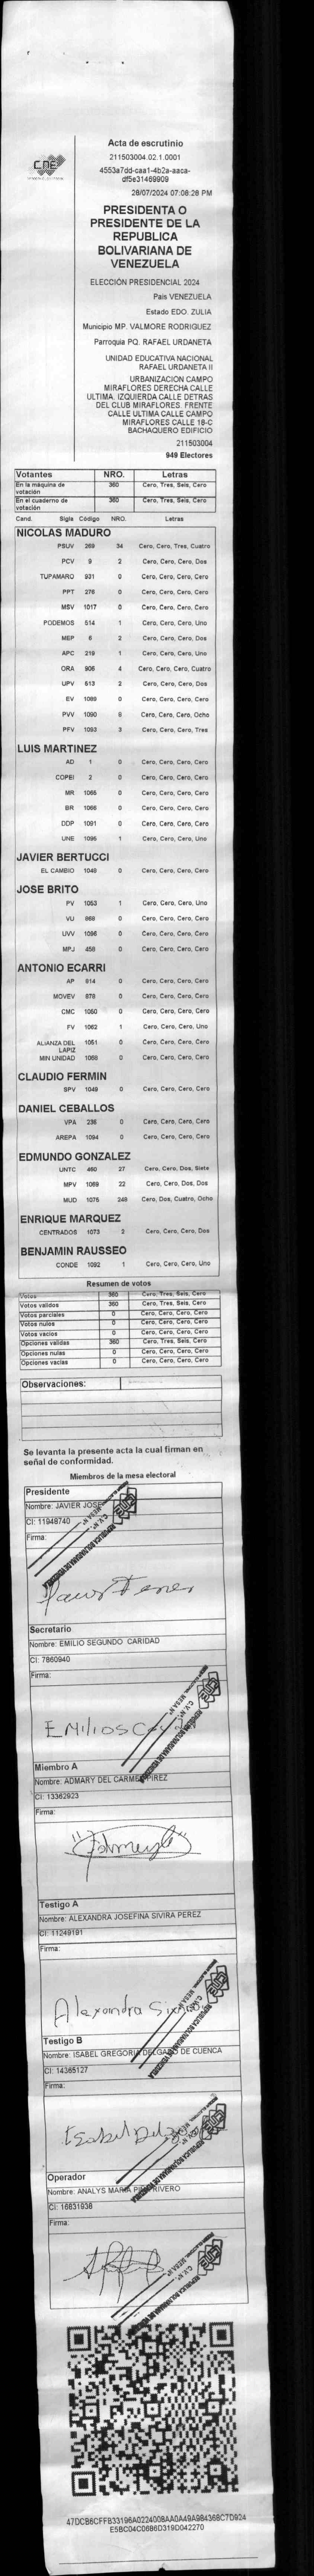 CNE
Acta de escrutinio
211503004.02.1.0001
4553a7dd-caa1-4b2a-aaca-
df5e31469909
28/07/2024 07:06:28 PM
PRESIDENTA O
PRESIDENTE DE LA
REPUBLICA
BOLIVARIANA DE
VENEZUELA
ELECCIÓN PRESIDENCIAL 2024
Pais VENEZUELA
Estado EDO. ZULIA
Municipio MP. VALMORE RODRIGUEZ
Parroquia PQ. RAFAEL URDANETA
UNIDAD EDUCATIVA NACIONAL
RAFAEL URDANETA II
URBANIZACIÓN CAMPO
MIRAFLORES DERECHA CALLE
ULTIMA. IZQUIERDA CALLE DETRAS
DEL CLUB MIRAFLORES. FRENTE
CALLE ULTIMA CALLE CAMPO
MIRAFLORES CALLE 18-C
BACHAQUERO EDIFICIO
211503004
949 Electores
Votantes NRO. Letras
En la máquina de votación 360 Cero, Tres, Seis, Cero
En el cuaderno de votación 360 Cero, Tres, Seis, Cero
Cand. Sigla Código NRO. Letras
NICOLAS MADURO
PSUV 269 34 Cero, Cero, Tres, Cuatro
PCV 9 2 Cero, Cero, Cero, Dos
TUPAMARO 931 0 Cero, Cero, Cero, Cero
PPT 276 0 Cero, Cero, Cero, Cero
MSV 1017 0 Cero, Cero, Cero, Cero
PODEMOS 514 1 Cero, Cero, Cero, Uno
MEP 6 2 Cero, Cero, Cero, Dos
APC 219 1 Cero, Cero, Cero, Uno
ORA 906 4 Cero, Cero, Cero, Cuatro
UPV 613 2 Cero, Cero, Cero, Dos
EV 1089 0 Cero, Cero, Cero, Cero
PVV 1090 8 Cero, Cero, Cero, Ocho
PFV 1093 3 Cero, Cero, Cero, Tres
LUIS MARTINEZ
AD 1 0 Cero, Cero, Cero, Cero
COPEI 2 0 Cero, Cero, Cero, Cero
MR 1065 0 Cero, Cero, Cero, Cero
BR 1066 0 Cero, Cero, Cero, Cero
DDP 1091 0 Cero, Cero, Cero, Cero
UNE 1095 1 Cero, Cero, Cero, Uno
JAVIER BERTUCCI
EL CAMBIO 1049 0 Cero, Cero, Cero, Cero
JOSE BRITO
PV 1053 1 Cero, Cero, Cero, Uno
VU 868 0 Cero, Cero, Cero, Cero
UVV 1096 0 Cero, Cero, Cero, Cero
MPJ 458 0 Cero, Cero, Cero, Cero
ANTONIO ECARRI
AP 914 0 Cero, Cero, Cero, Cero
MOVEV 978 0 Cero, Cero, Cero, Cero
CMC 1050 0 Cero, Cero, Cero, Cero
FV 1062 1 Cero, Cero, Cero, Uno
ALIANZA DEL LAPIZ 1051 0 Cero, Cero, Cero, Cero
MIN UNIDAD 1068 0 Cero, Cero, Cero, Cero
CLAUDIO FERMIN
SPV 1049 0 Cero, Cero, Cero, Cero
DANIEL CEBALLOS
VPA 236 0 Cero, Cero, Cero, Cero
AREPA 1094 0 Cero, Cero, Cero, Cero
EDMUNDO GONZALEZ
UNTC 460 27 Cero, Cero, Dos, Siete
MPV 1069 22 Cero, Cero, Dos, Dos
MUD 1075 248 Cero, Dos, Cuatro, Ocho
ENRIQUE MARQUEZ
CENTRADOS 1073 2 Cero, Cero, Cero, Dos
BENJAMIN RAUSSEO
CONDE 1092 1 Cero, Cero, Cero, Uno
Resumen de votos
Votos 360 Cero, Tres, Seis, Cero
Votos validos 360 Cero, Tres, Seis, Cero
Votos parciales 0 Cero, Cero, Cero, Cero
Votos nulos 0 Cero, Cero, Cero, Cero
Votos vacios 0 Cero, Cero, Cero, Cero
Opciones validas 360 Cero, Tres, Seis, Cero
Opciones nulas 0 Cero, Cero, Cero, Cero
Opciones vacias 0 Cero, Cero, Cero, Cero
Observaciones:
Se levanta la presente acta la cual firman en
señal de conformidad.
Miembros de la mesa electoral
Presidente
Nombre: JAVIER JOSE
CI: 11948740
Firma:
Secretario
Nombre: EMILIO SEGUNDO CARIDAD
CI: 7860940
Firma:
Miembro A
Nombre: ADMARY DEL CARMEN PIREZ
CI: 13362923
Firma:
Testigo A
Nombre: ALEXANDRA JOSEFINA SIVIRA PEREZ
CI: 11249191
Firma:
Alexandra
Testigo B
Nombre: ISABEL GREGORIA DELGADO DE CUENCA
CI: 14365127
Firma:
Isabel
Operador
Nombre: ANALYS MARIA RIVERO
CI: 16631938
Firma:
47DCB6CFFB33196A0224008AA0A49A984368C7D924
E5BC04C0686D319D042270